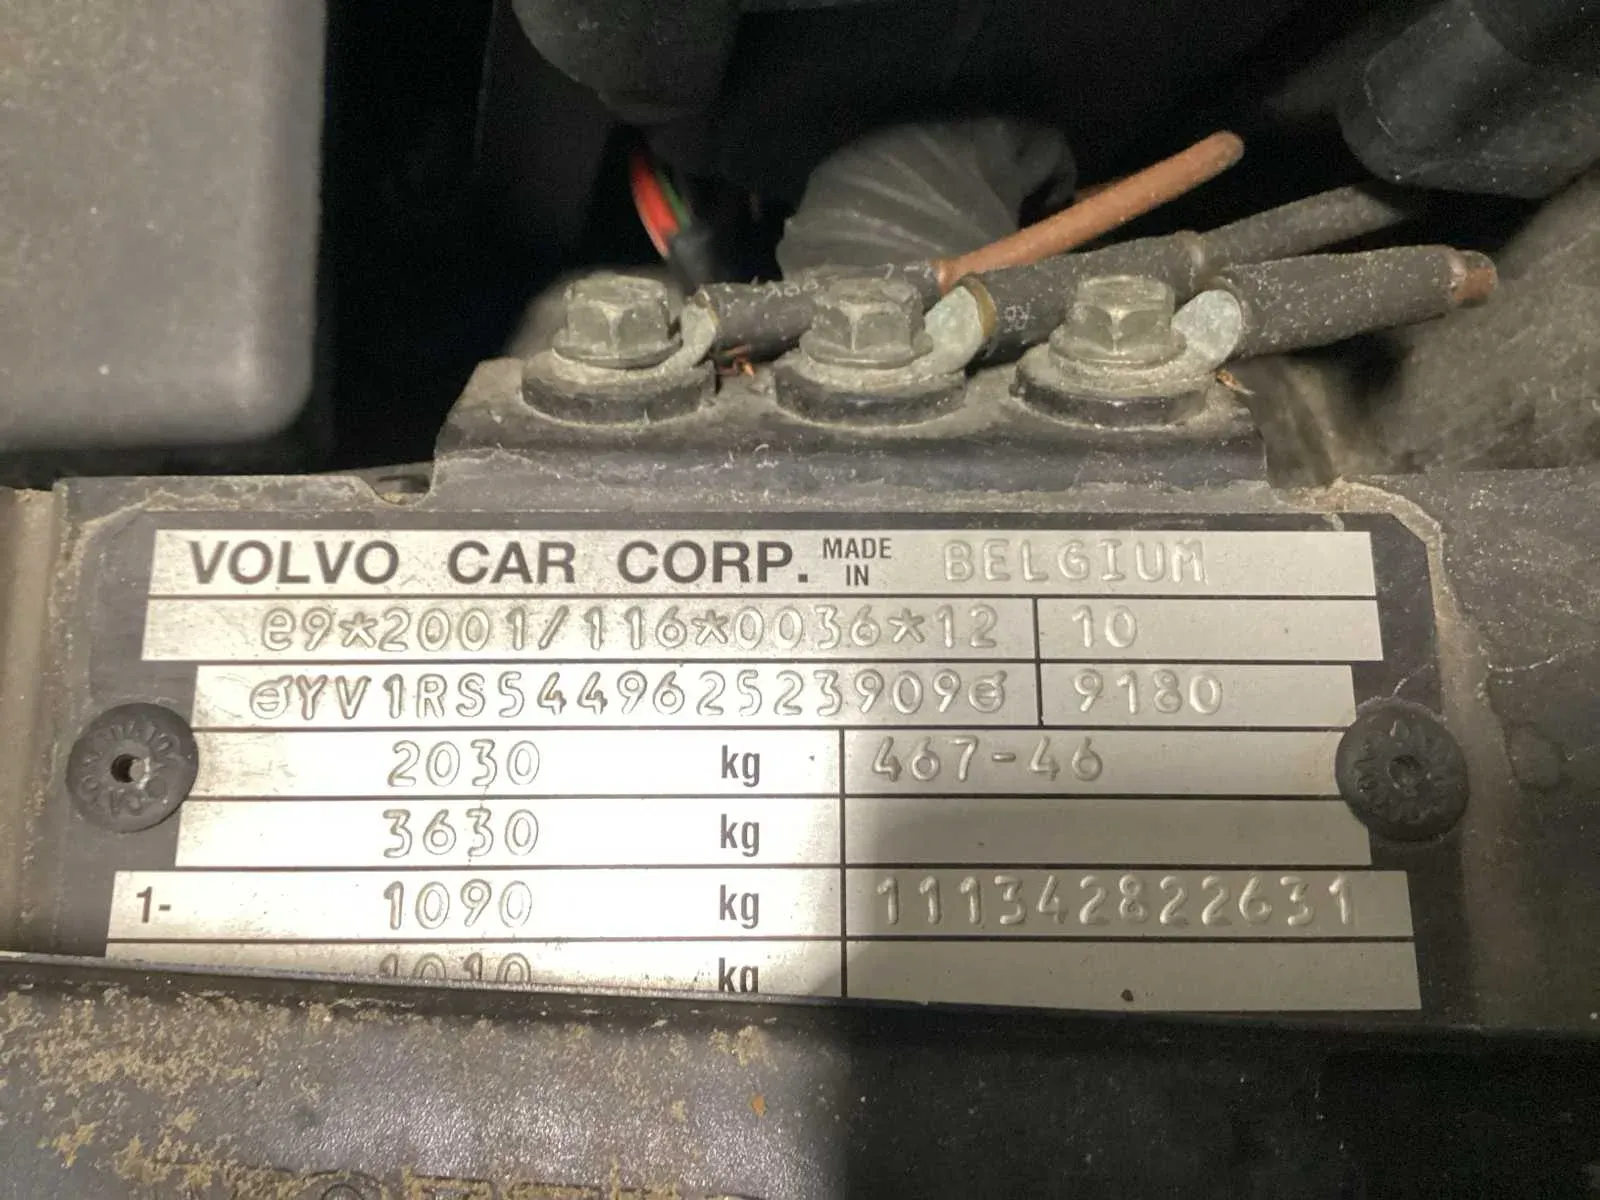 VOLVO CAR CORP. MADE IN BELGIUM
e9*2001/116*0036*12 10
YV1RS544962523909 9180
2030 kg 467-46
3630 kg
1- 1090 kg 111342822631
1010 kg